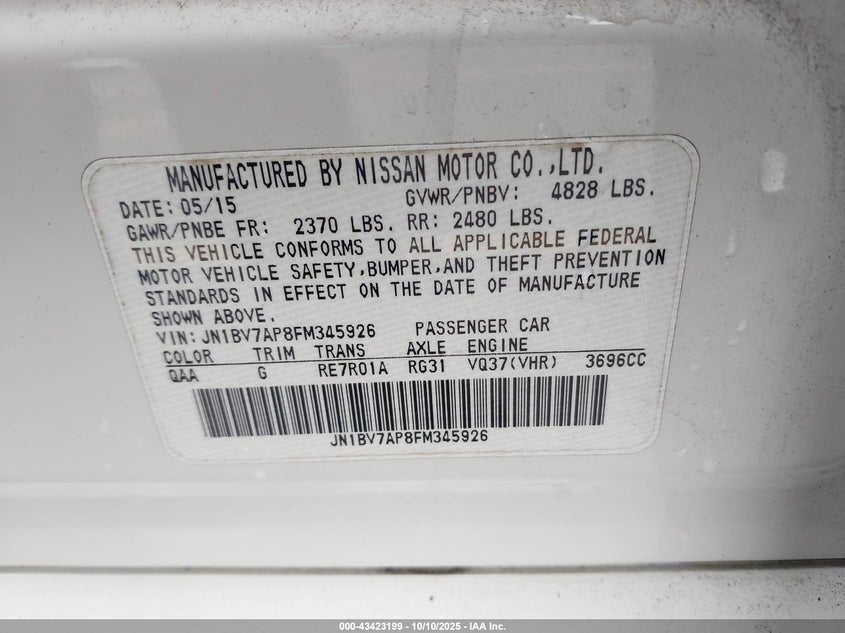 MANUFACTURED BY NISSAN MOTOR CO.,LTD.
DATE: 05/15 GVWR/PNBV: 4828 LBS.
GAWR/PNBE FR: 2370 LBS. RR: 2480 LBS.
THIS VEHICLE CONFORMS TO ALL APPLICABLE FEDERAL
MOTOR VEHICLE SAFETY,BUMPER,AND THEFT PREVENTION
STANDARDS IN EFFECT ON THE DATE OF MANUFACTURE
SHOWN ABOVE.
VIN: JN1BV7AP8FM345926 PASSENGER CAR
COLOR TRIM TRANS AXLE ENGINE
QAA G RE7R01A RG31 VQ37(VHR) 3696CC
JN1BV7AP8FM345926
000-43423199 - 10/10/2025 - IAA Inc.